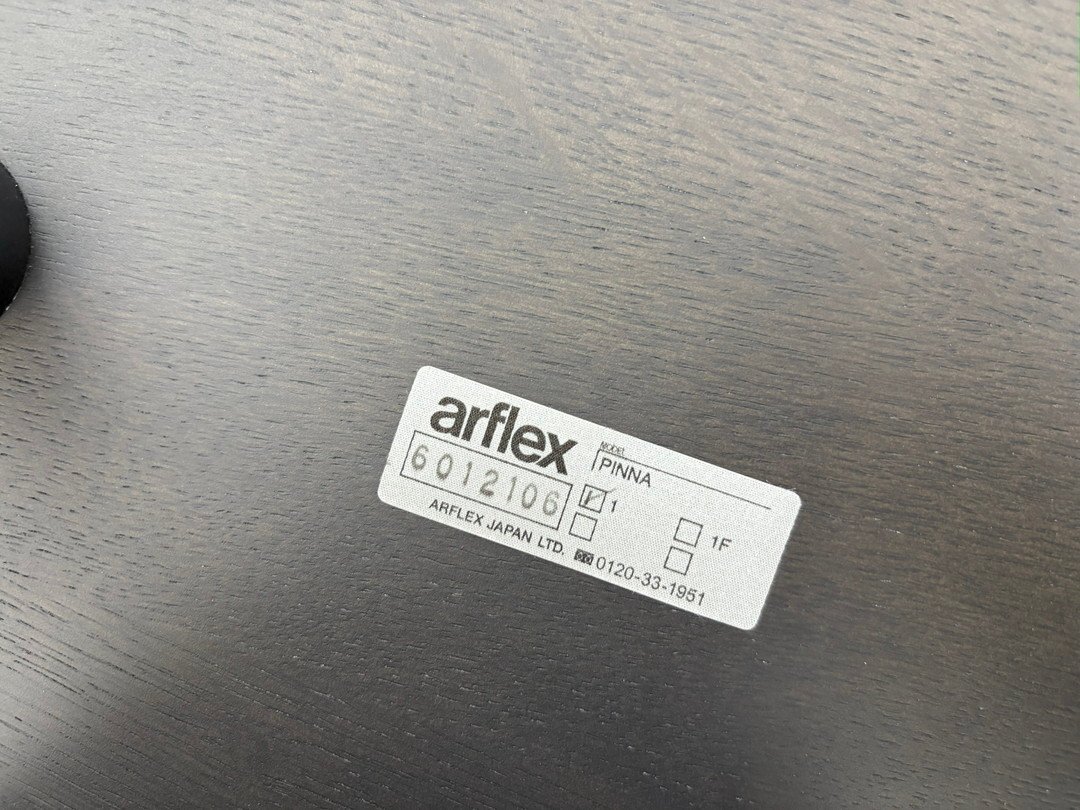 arflex
6012106
ARFLEX JAPAN LTD.
Model
PINNA
1
1F
0120-33-1951